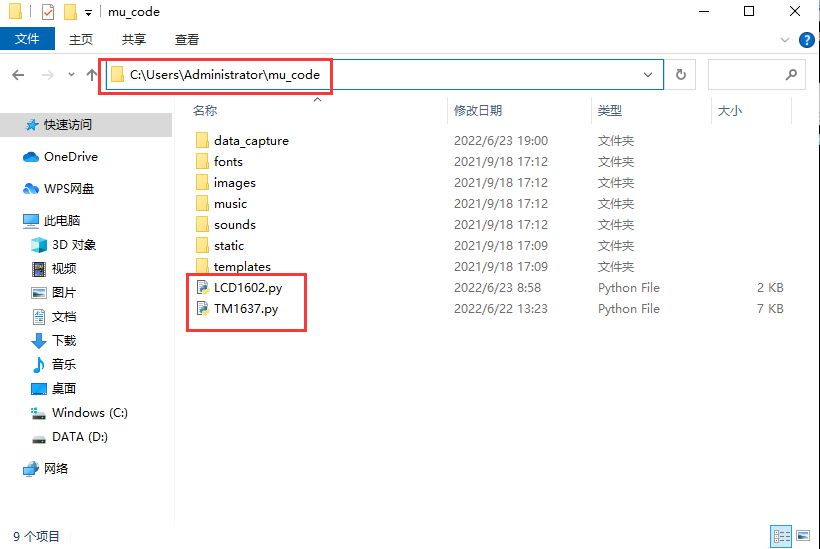 mu_code
文件 主页 共享 查看
C:\Users\Administrator\mu_code
名称 修改日期 类型 大小
快速访问
OneDrive
WPS网盘
此电脑
3D 对象
视频
图片
文档
下载
音乐
桌面
Windows (C:)
DATA (D:)
网络
data_capture 2022/6/23 19:00 文件夹
fonts 2021/9/18 17:12 文件夹
images 2021/9/18 17:12 文件夹
music 2021/9/18 17:12 文件夹
sounds 2021/9/18 17:12 文件夹
static 2021/9/18 17:09 文件夹
templates 2021/9/18 17:09 文件夹
LCD1602.py 2022/6/23 8:58 Python File 2 KB
TM1637.py 2022/6/22 13:23 Python File 7 KB
9 个项目